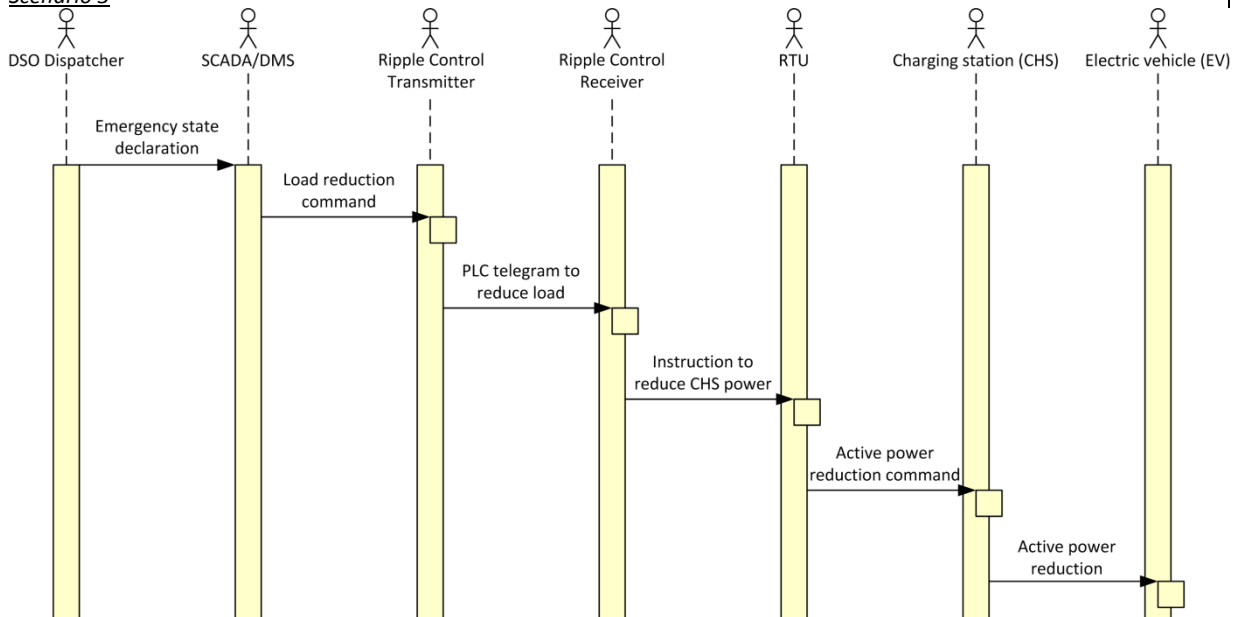 DSO Dispatcher
SCADA/DMS
Ripple Control
Transmitter
Ripple Control
Receiver
RTU
Charging station (CHS)
Electric vehicle (EV)
Emergency state
declaration
Load reduction
command
PLC telegram to
reduce load
Instruction to
reduce CHS power
Active power
reduction command
Active power
reduction